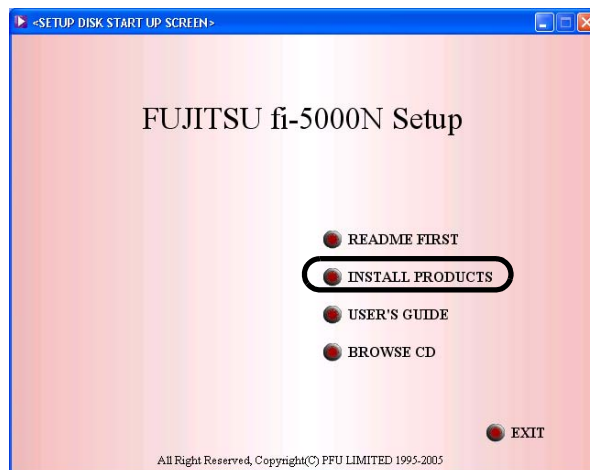 <SETUP DISK START UP SCREEN>
FUJITSU fi-5000N Setup
README FIRST
INSTALL PRODUCTS
USER'S GUIDE
BROWSE CD
EXIT
All Right Reserved, Copyright(C) PFU LIMITED 1995-2005